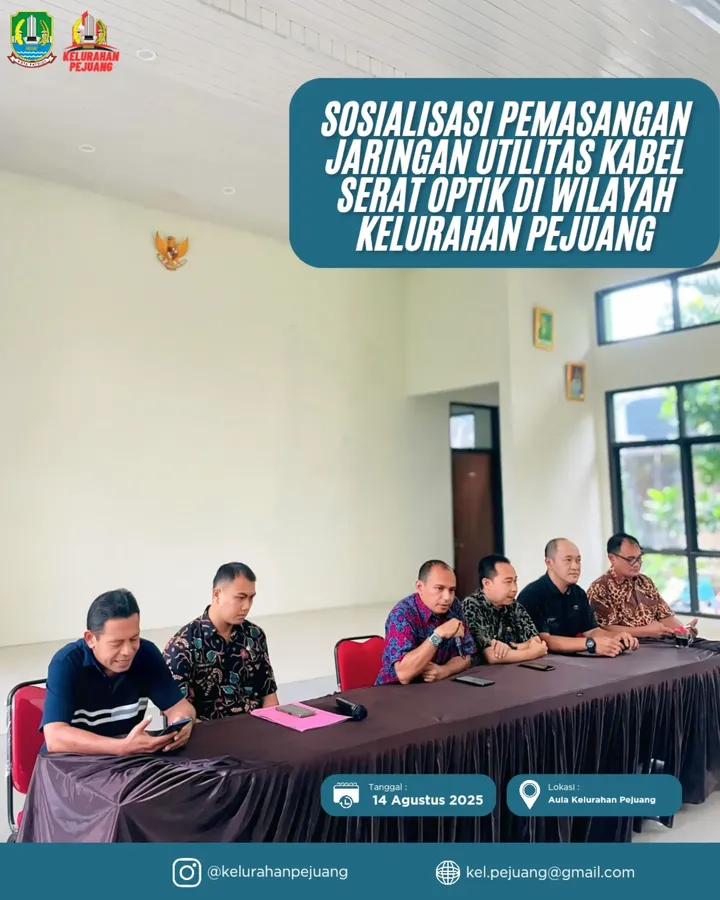 KELURAHAN
PEJUANG
SOSIALISASI PEMASANGAN
JARINGAN UTILITAS KABEL
SERAT OPTIK DI WILAYAH
KELURAHAN PEJUANG
Tanggal :
14 Agustus 2025
Lokasi :
Aula Kelurahan Pejuang
@kelurahanpejuang
kel.pejuang@gmail.com